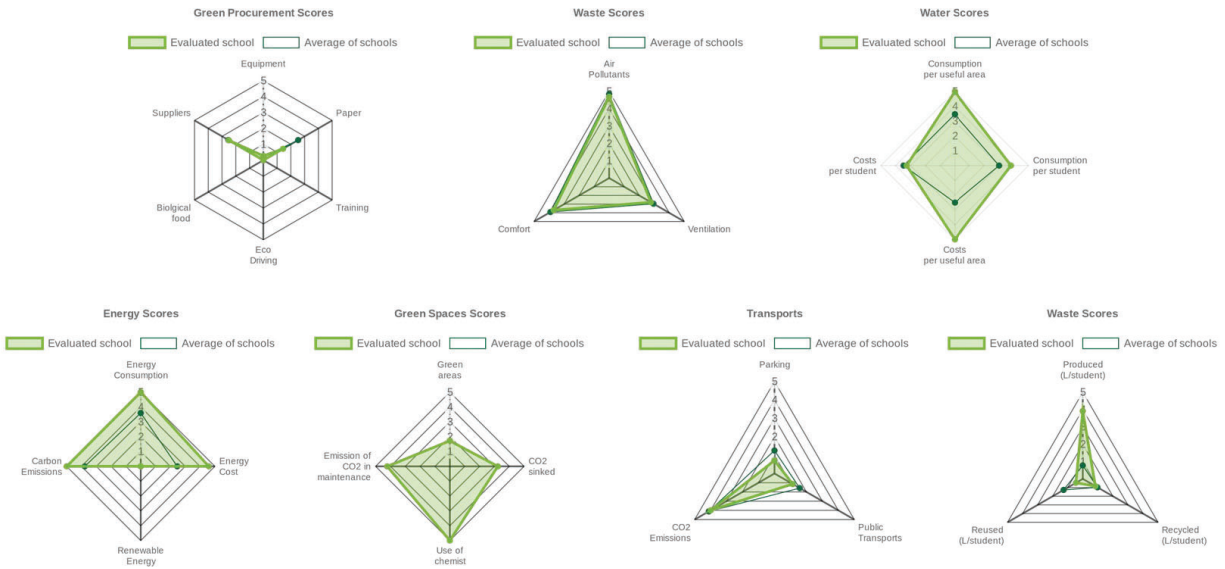 Green Procurement Scores
Evaluated school
Average of schools
Equipment
5
4
3
2
1
Suppliers
Paper
Biolgical
food
Training
Eco
Driving
Waste Scores
Evaluated school
Average of schools
Air
Pollutants
5
4
3
2
1
Comfort
Ventilation
Water Scores
Evaluated school
Average of schools
Consumption
per useful area
5
4
3
2
1
Costs
per student
Consumption
per student
Costs
per useful area
Energy Scores
Evaluated school
Average of schools
Energy
Consumption
5
4
3
2
1
Carbon
Emissions
Energy
Cost
Renewable
Energy
Green Spaces Scores
Evaluated school
Average of schools
Green
areas
5
4
3
2
1
Emission of
CO2 in
maintenance
CO2
sinked
Use of
chemist
Transports
Evaluated school
Average of schools
Parking
5
4
3
2
1
CO2
Emissions
Public
Transports
Waste Scores
Evaluated school
Average of schools
Produced
(L/student)
5
4
3
2
1
Reused
(L/student)
Recycled
(L/student)